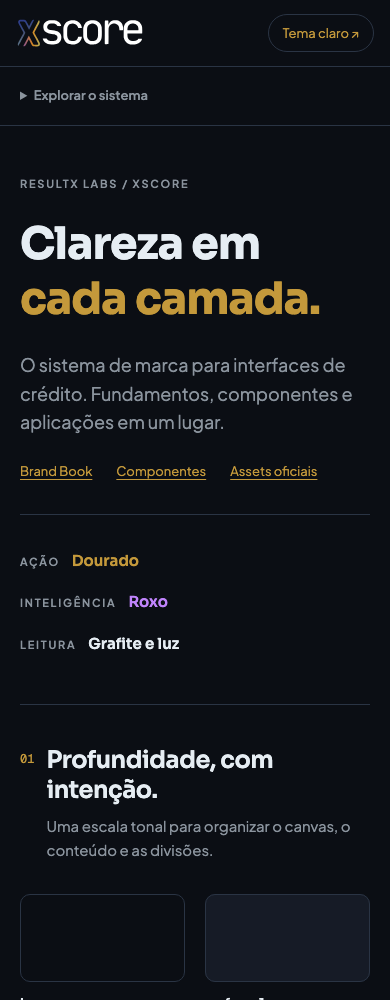 xscore
Tema claro ↗
▶ Explorar o sistema
RESULTX LABS / XSCORE
Clareza em
cada camada.
O sistema de marca para interfaces de
crédito. Fundamentos, componentes e
aplicações em um lugar.
Brand Book Componentes Assets oficiais
AÇÃO Dourado
INTELIGÊNCIA Roxo
LEITURA Grafite e luz
01 Profundidade, com
intenção.
Uma escala tonal para organizar o canvas, o
conteúdo e as divisões.